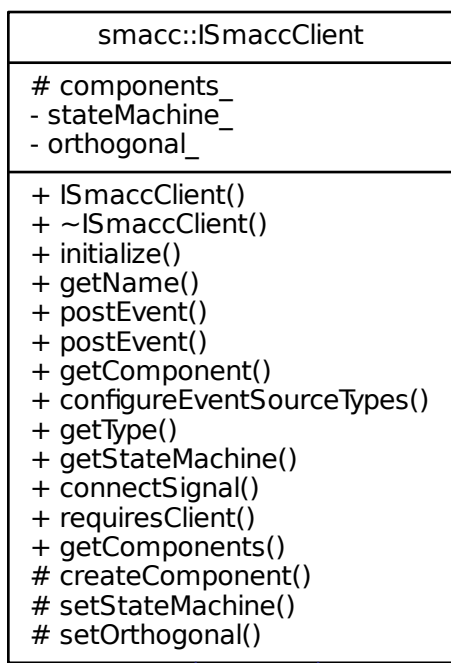 smacc::ISmaccClient
# components_
- stateMachine_
- orthogonal_
+ ISmaccClient()
+ ~ISmaccClient()
+ initialize()
+ getName()
+ postEvent()
+ postEvent()
+ getComponent()
+ configureEventSourceTypes()
+ getType()
+ getStateMachine()
+ connectSignal()
+ requiresClient()
+ getComponents()
# createComponent()
# setStateMachine()
# setOrthogonal()